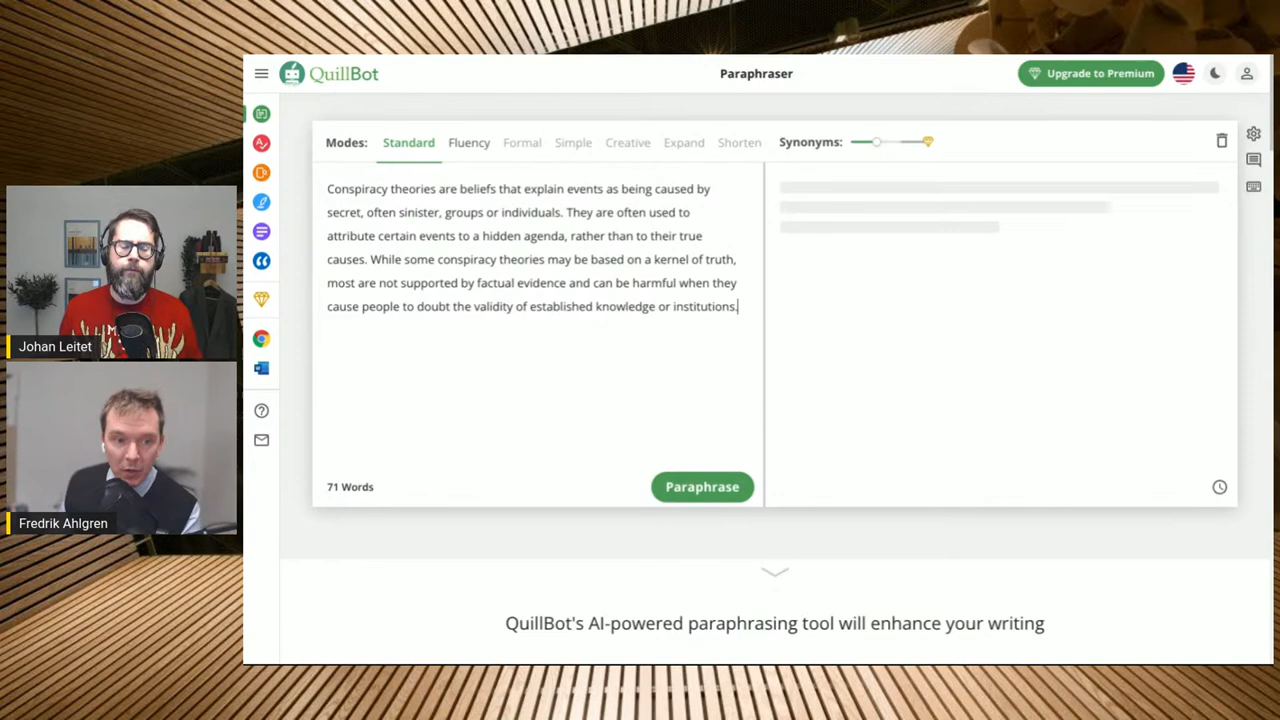 QuillBot
Paraphraser
Upgrade to Premium
Modes: Standard Fluency Formal Simple Creative Expand Shorten Synonyms:
Conspiracy theories are beliefs that explain events as being caused by
secret, often sinister, groups or individuals. They are often used to
attribute certain events to a hidden agenda, rather than to their true
causes. While some conspiracy theories may be based on a kernel of truth,
most are not supported by factual evidence and can be harmful when they
cause people to doubt the validity of established knowledge or institutions.
71 Words
Paraphrase
QuillBot's AI-powered paraphrasing tool will enhance your writing
Johan Leitet
Fredrik Ahlgren